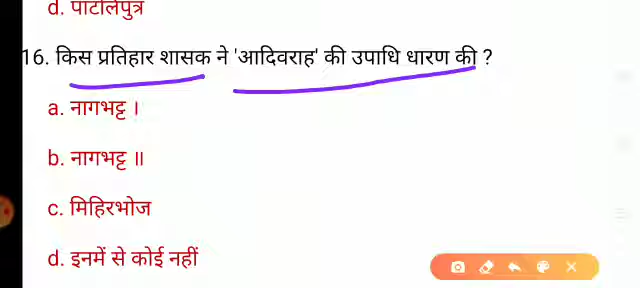 d. पाटलिपुत्र
16. किस प्रतिहार शासक ने 'आदिवराह' की उपाधि धारण की ?
a. नागभट्ट I
b. नागभट्ट II
c. मिहिरभोज
d. इनमें से कोई नहीं